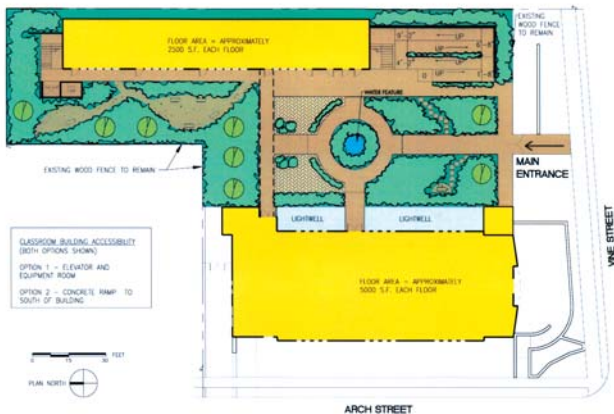 EXISTING
WOOD FENCE
TO REMAIN
FLOOR AREA = APPROXIMATELY
2500 S.F. EACH FLOOR
UP
UP
UP
WATER FEATURE
EXISTING WOOD FENCE TO REMAIN
MAIN
ENTRANCE
VINE STREET
LIGHTWELL
LIGHTWELL
CLASSROOM BUILDING ACCESSIBILITY
(BOTH OPTIONS SHOWN)
OPTION 1 - ELEVATOR AND
EQUIPMENT ROOM
OPTION 2 - CONCRETE RAMP TO
SOUTH OF BUILDING
FLOOR AREA = APPROXIMATELY
5000 S.F. EACH FLOOR
0 15 30 FEET
PLAN NORTH
ARCH STREET